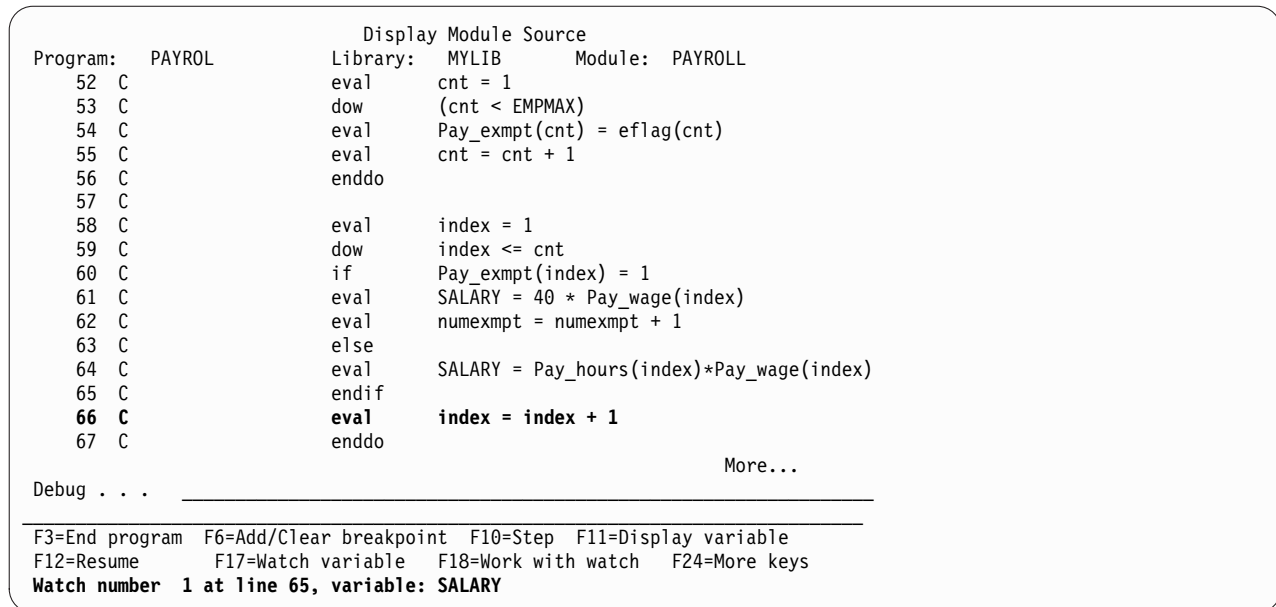 Display Module Source
Program:   PAYROL          Library:   MYLIB       Module:   PAYROLL
52  C                   eval      cnt = 1
53  C                   dow       (cnt < EMPMAX)
54  C                   eval      Pay_exmpt(cnt) = eflag(cnt)
55  C                   eval      cnt = cnt + 1
56  C                   enddo
57  C
58  C                   eval      index = 1
59  C                   dow       index <= cnt
60  C                   if        Pay_exmpt(index) = 1
61  C                   eval      SALARY = 40 * Pay_wage(index)
62  C                   eval      numexmpt = numexmpt + 1
63  C                   else
64  C                   eval      SALARY = Pay_hours(index)*Pay_wage(index)
65  C                   endif
66  C                   eval      index = index + 1
67  C                   enddo
More...
Debug . . .
F3=End program  F6=Add/Clear breakpoint  F10=Step  F11=Display variable
F12=Resume       F17=Watch variable  F18=Work with watch   F24=More keys
Watch number  1 at line 65, variable: SALARY